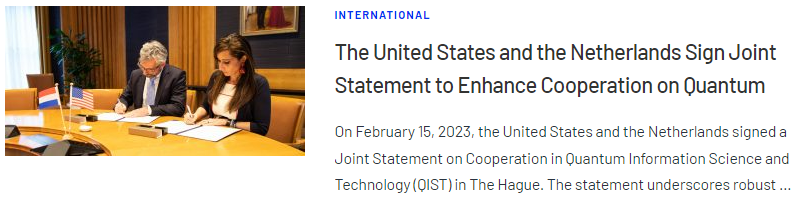 INTERNATIONAL
The United States and the Netherlands Sign Joint
Statement to Enhance Cooperation on Quantum
On February 15, 2023, the United States and the Netherlands signed a
Joint Statement on Cooperation in Quantum Information Science and
Technology (QIST) in The Hague. The statement underscores robust ...